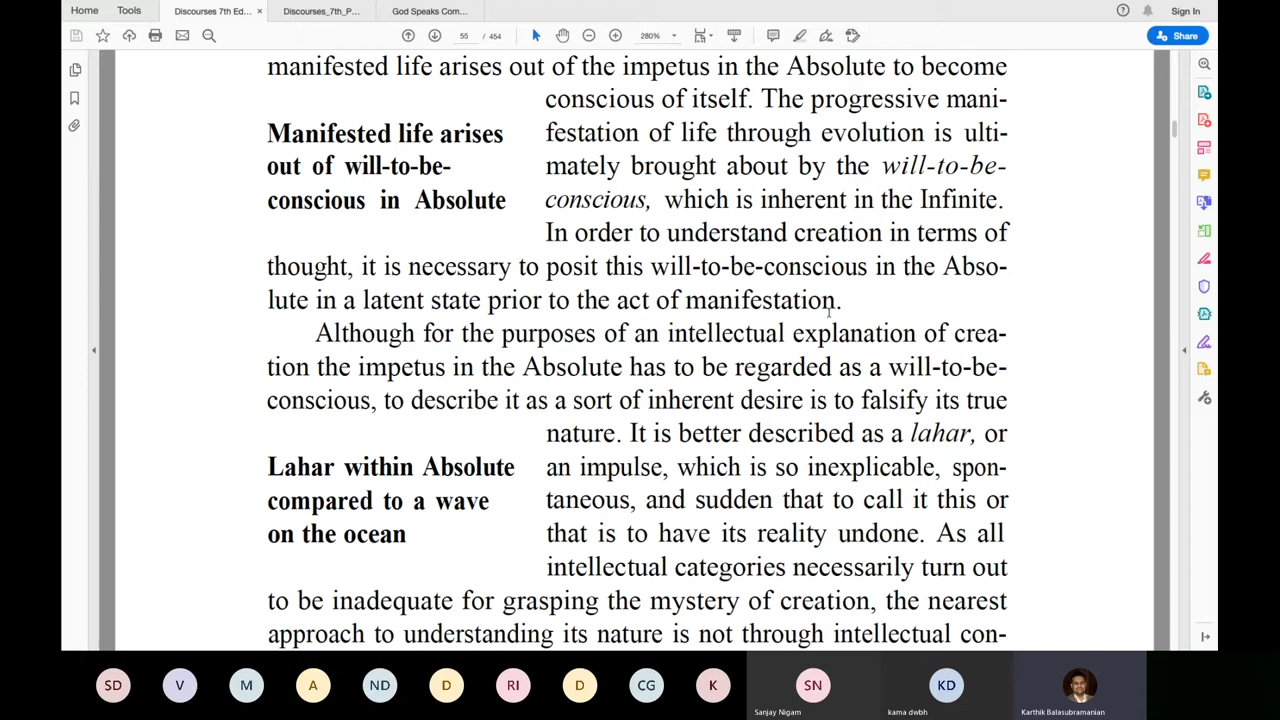 Home Tools Discourses 7th Ed... × Discourses_7th_P... God Speaks Com... Sign In
55 / 454 280% Share
manifested life arises out of the impetus in the Absolute to become
conscious of itself. The progressive mani-
Manifested life arises festation of life through evolution is ulti-
out of will-to-be- mately brought about by the will-to-be-
conscious in Absolute conscious, which is inherent in the Infinite.
In order to understand creation in terms of
thought, it is necessary to posit this will-to-be-conscious in the Abso-
lute in a latent state prior to the act of manifestation.
Although for the purposes of an intellectual explanation of crea-
tion the impetus in the Absolute has to be regarded as a will-to-be-
conscious, to describe it as a sort of inherent desire is to falsify its true
nature. It is better described as a lahar, or
Lahar within Absolute an impulse, which is so inexplicable, spon-
compared to a wave taneous, and sudden that to call it this or
on the ocean that is to have its reality undone. As all
intellectual categories necessarily turn out
to be inadequate for grasping the mystery of creation, the nearest
approach to understanding its nature is not through intellectual con-
SD V M A ND D RI D CG K SN KD
Sanjay Nigam kama dwbh Karthik Balasubramanian